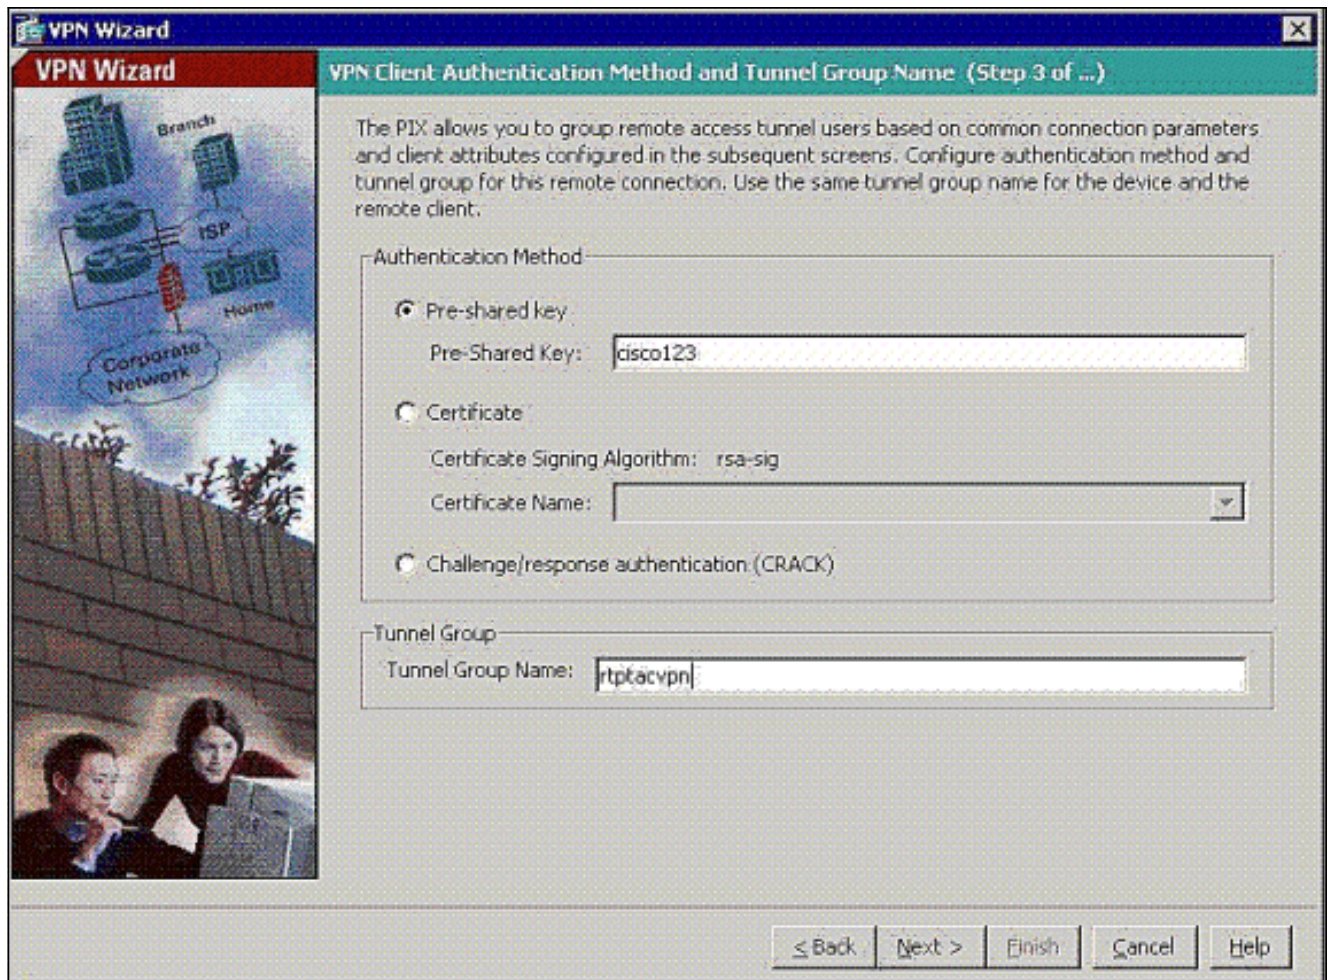 VPN Wizard
VPN Wizard
VPN Client Authentication Method and Tunnel Group Name (Step 3 of ...)
Branch
ISP
Home
Corporate
Network
The PIX allows you to group remote access tunnel users based on common connection parameters
and client attributes configured in the subsequent screens. Configure authentication method and
tunnel group for this remote connection. Use the same tunnel group name for the device and the
remote client.
Authentication Method
Pre-shared key
Pre-Shared Key: cisco123
Certificate
Certificate Signing Algorithm: rsa-sig
Certificate Name:
Challenge/response authentication (CRACK)
Tunnel Group
Tunnel Group Name: rtptacvpn
< Back Next > Finish Cancel Help